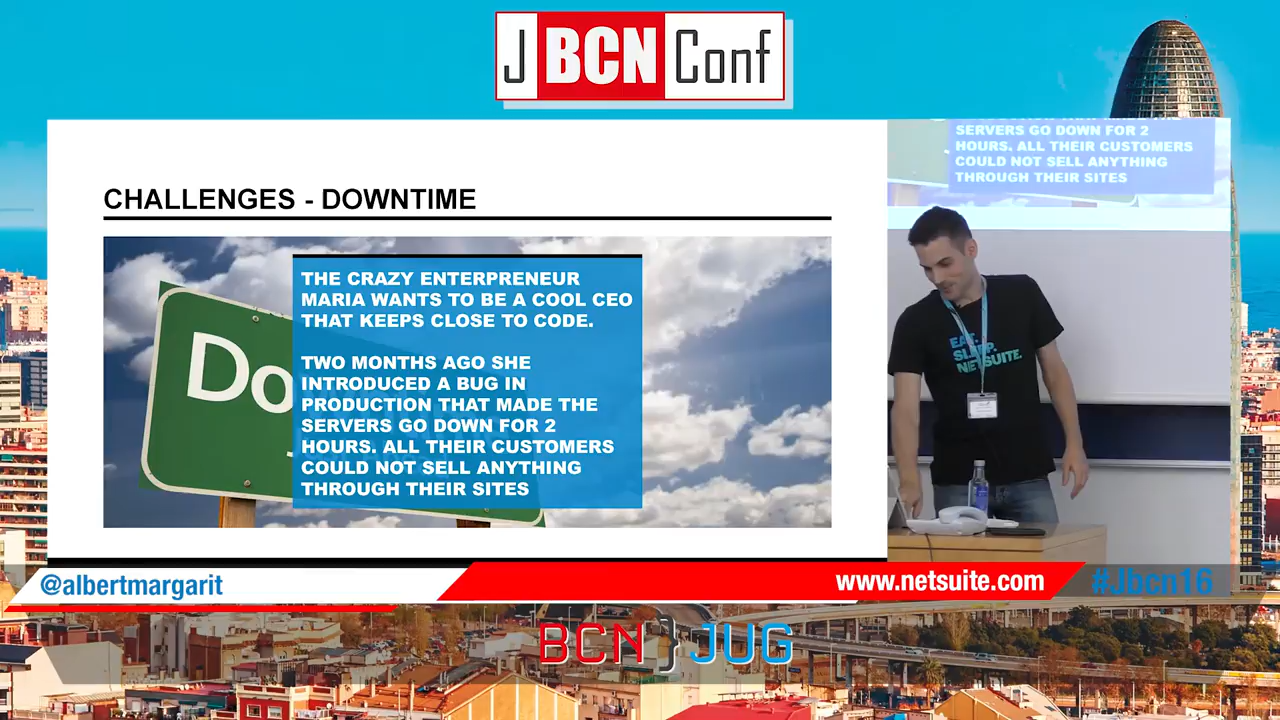 J BCN Conf
CHALLENGES - DOWNTIME
THE CRAZY ENTERPRENEUR
MARIA WANTS TO BE A COOL CEO
THAT KEEPS CLOSE TO CODE.
TWO MONTHS AGO SHE
INTRODUCED A BUG IN
PRODUCTION THAT MADE THE
SERVERS GO DOWN FOR 2
HOURS. ALL THEIR CUSTOMERS
COULD NOT SELL ANYTHING
THROUGH THEIR SITES
Do
SERVERS GO DOWN FOR 2
HOURS. ALL THEIR CUSTOMERS
COULD NOT SELL ANYTHING
THROUGH THEIR SITES
EAT.
SLEEP.
NETSUITE.
@albertmargarit
www.netsuite.com
#Jbcn16
BCN } JUG